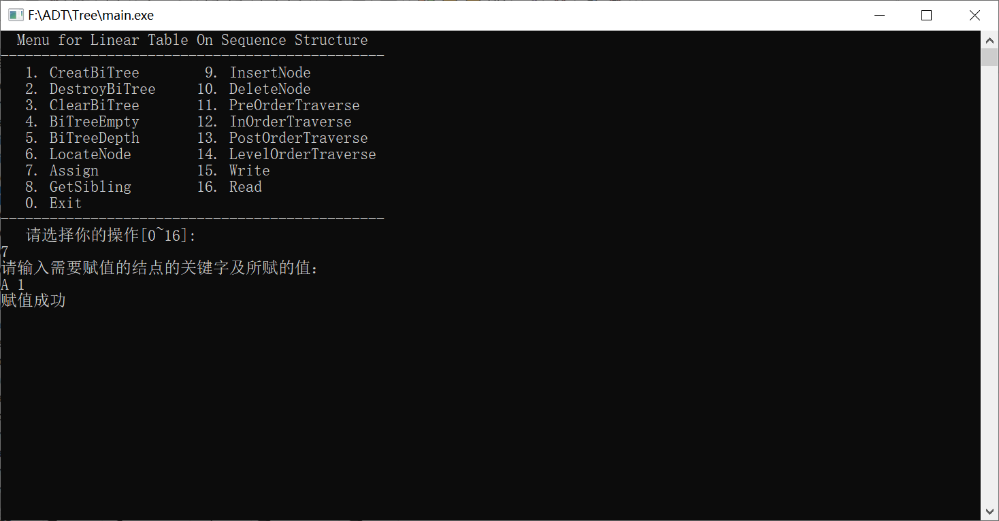 F:\ADT\Tree\main.exe
Menu for Linear Table On Sequence Structure
-----------------------------------------------
1. CreatBiTree 9. InsertNode
2. DestroyBiTree 10. DeleteNode
3. ClearBiTree 11. PreOrderTraverse
4. BiTreeEmpty 12. InOrderTraverse
5. BiTreeDepth 13. PostOrderTraverse
6. LocateNode 14. LevelOrderTraverse
7. Assign 15. Write
8. GetSibling 16. Read
0. Exit
-----------------------------------------------
请选择你的操作[0~16]:
7
请输入需要赋值的结点的关键字及所赋的值：
A 1
赋值成功